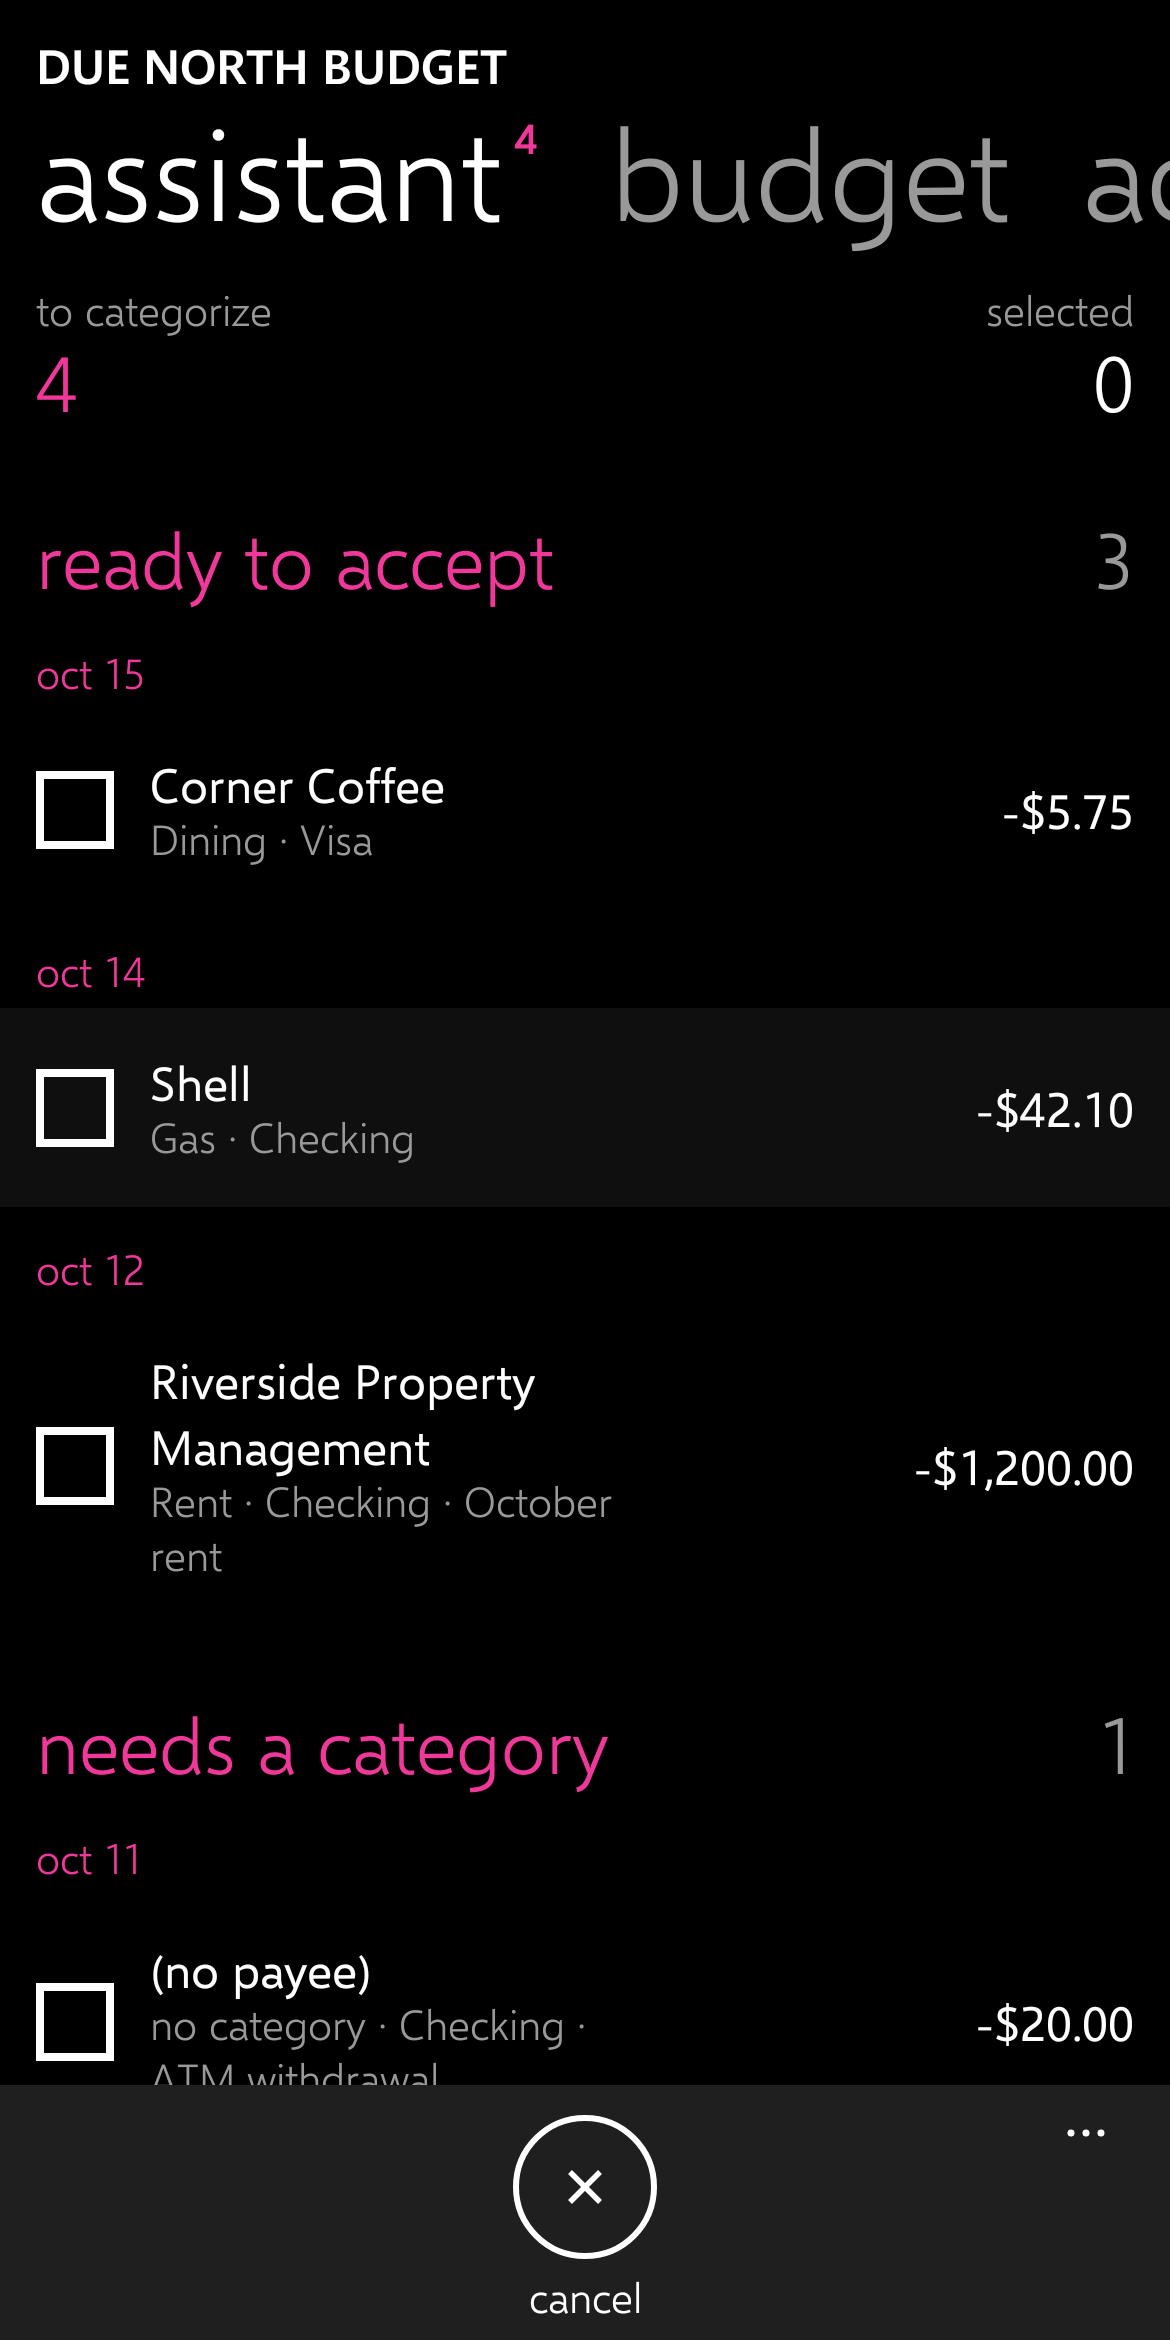 DUE NORTH BUDGET
assistant 4 budget ac
to categorize selected
4 0
ready to accept 3
oct 15
Corner Coffee
Dining · Visa
-$5.75
oct 14
Shell
Gas · Checking
-$42.10
oct 12
Riverside Property
Management
Rent · Checking · October
rent
-$1,200.00
needs a category 1
oct 11
(no payee)
no category · Checking ·
ATM withdrawal
-$20.00
...
cancel